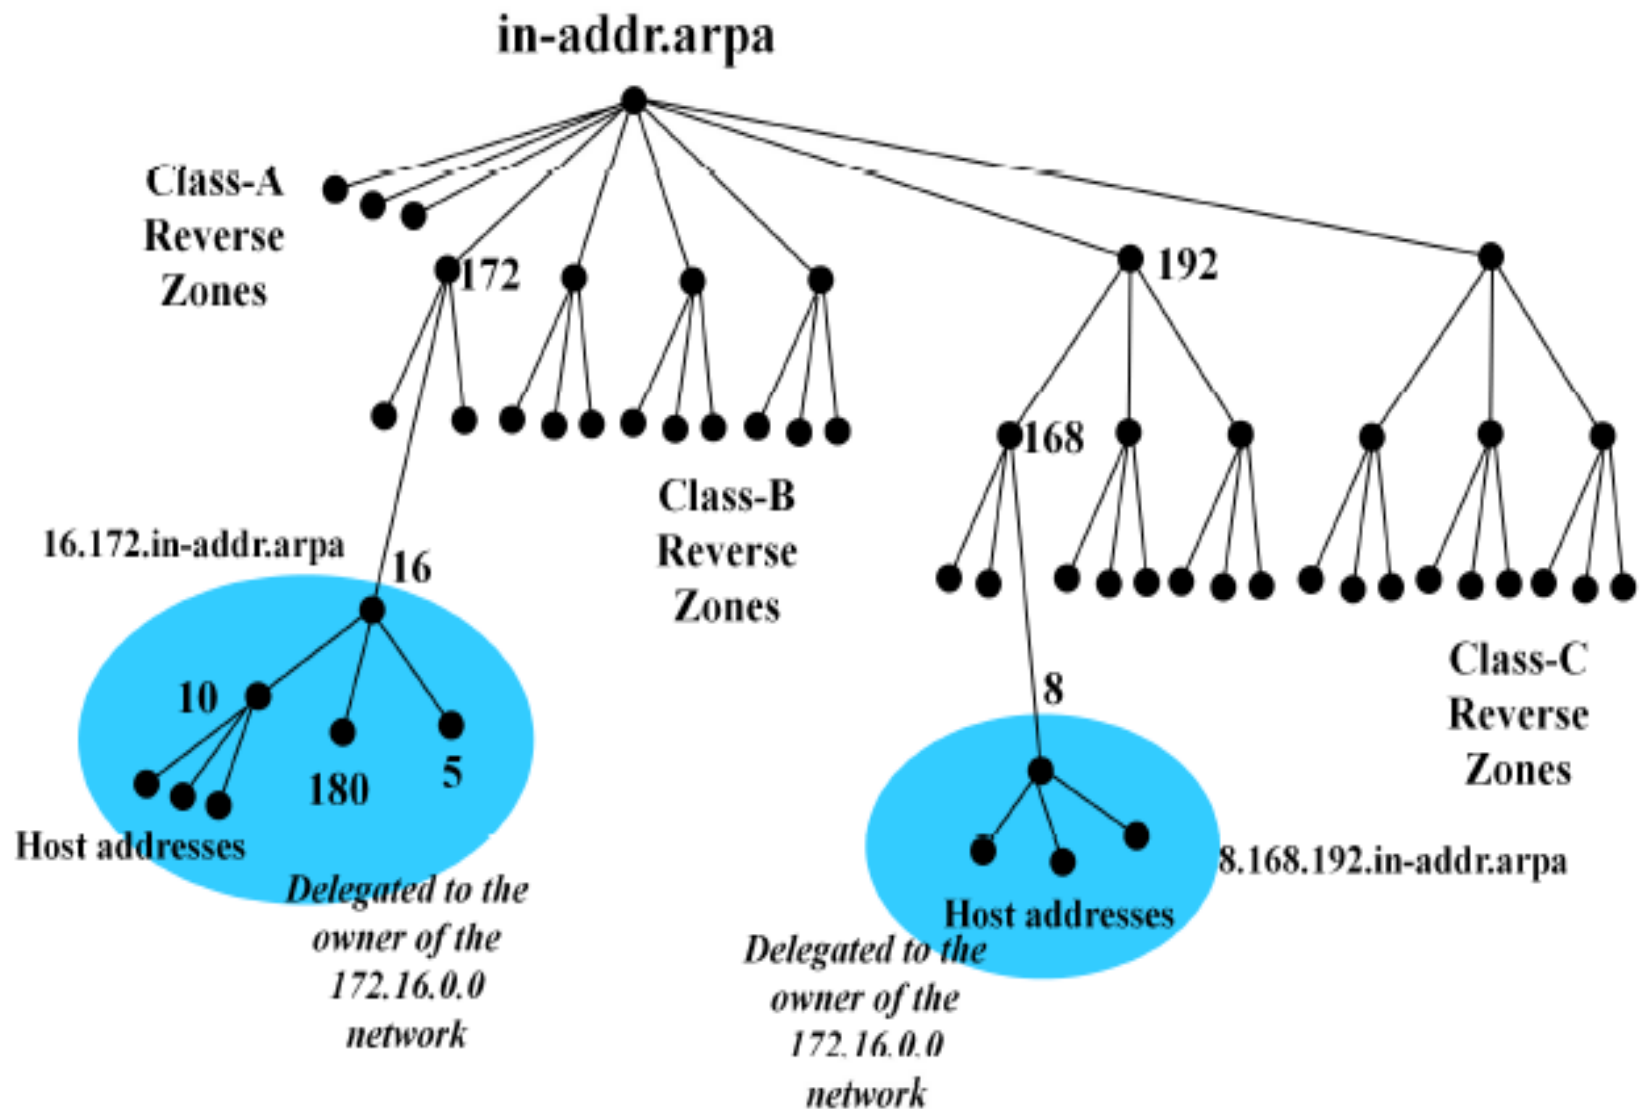 in-addr.arpa
Class-A
Reverse
Zones
172
192
168
Class-B
Reverse
Zones
16.172.in-addr.arpa
16
Class-C
Reverse
Zones
10
180
5
8
Host addresses
Delegated to the
owner of the
172.16.0.0
network
8.168.192.in-addr.arpa
Host addresses
Delegated to the
owner of the
172.16.0.0
network